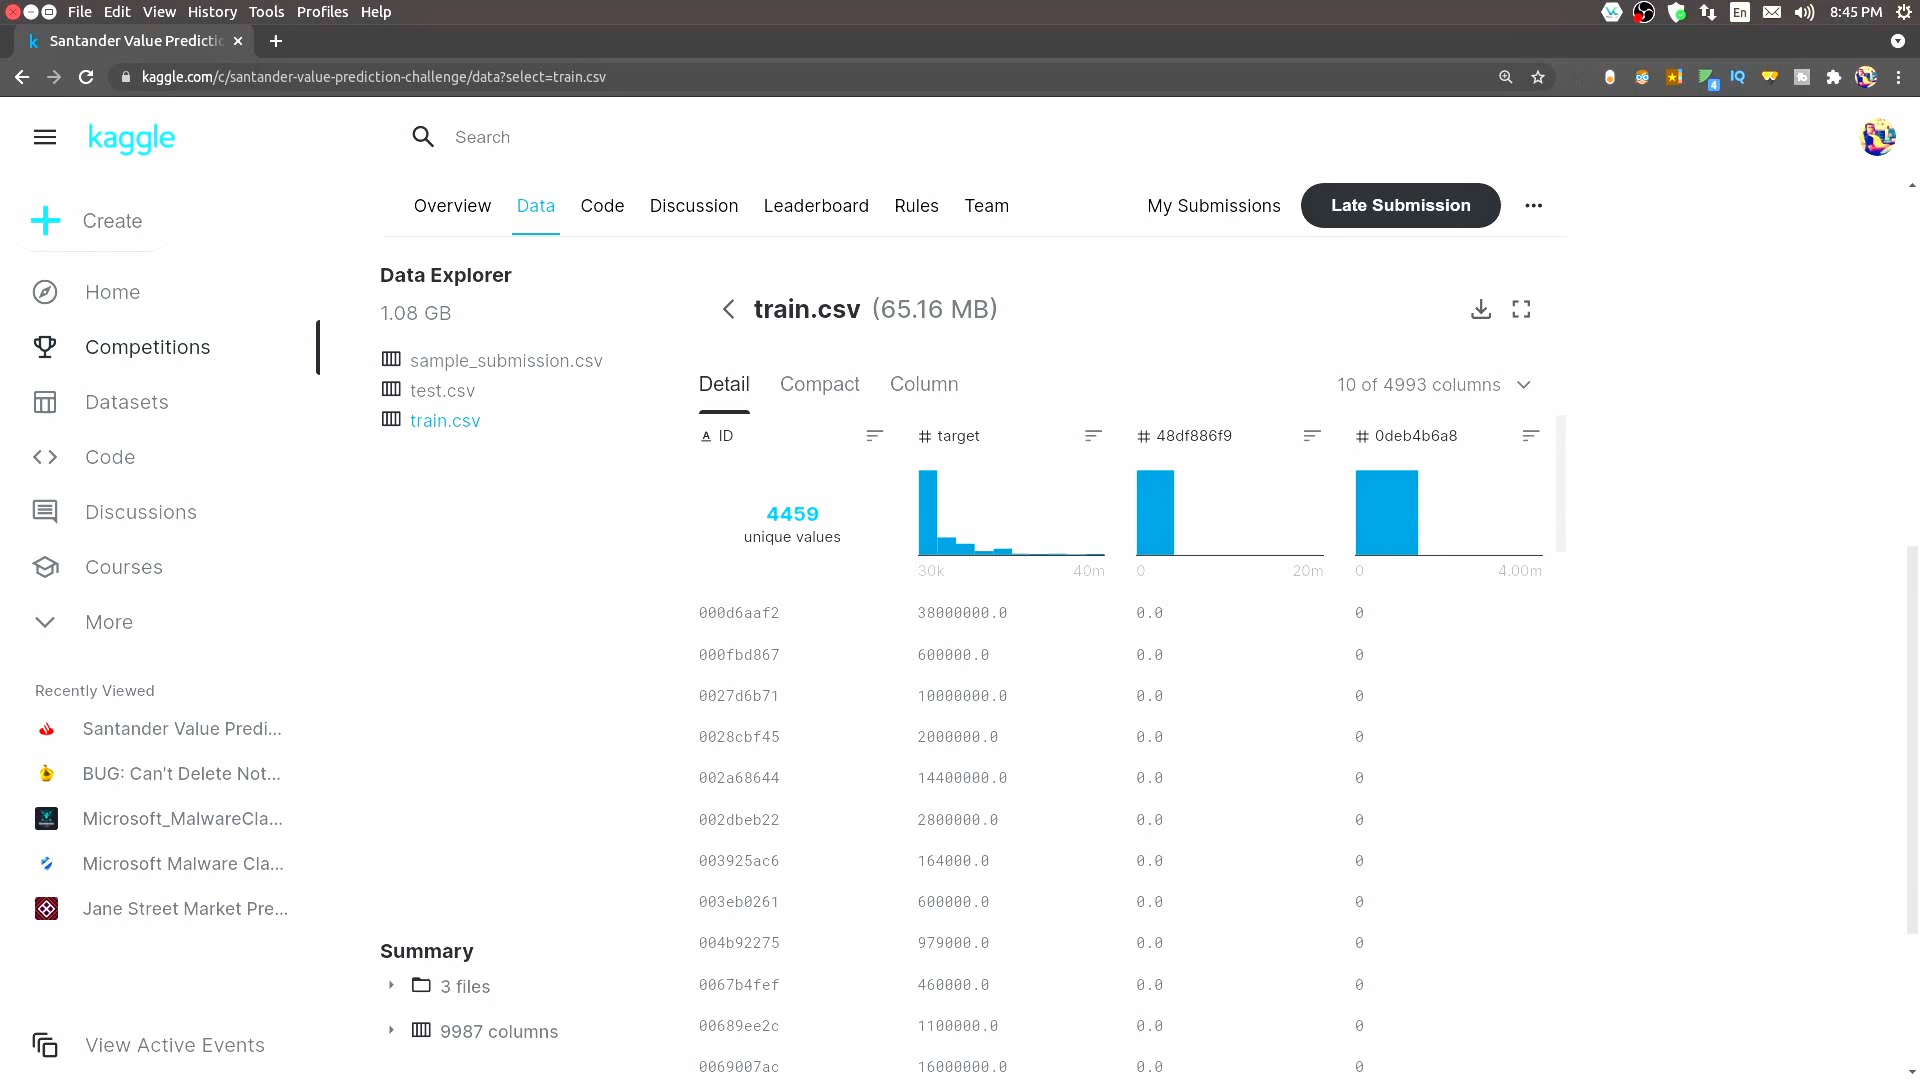 File Edit View History Tools Profiles Help
En
8:45 PM
Santander Value Predictio
kaggle.com/c/santander-value-prediction-challenge/data?select=train.csv
4
IQ
kaggle
Search
Create
Home
Competitions
Datasets
Code
Discussions
Courses
More
Recently Viewed
Santander Value Predi...
BUG: Can't Delete Not...
Microsoft_MalwareCla...
Microsoft Malware Cla...
Jane Street Market Pre...
View Active Events
Overview Data Code Discussion Leaderboard Rules Team
My Submissions Late Submission
Data Explorer
1.08 GB
sample_submission.csv
test.csv
train.csv
Summary
3 files
9987 columns
train.csv (65.16 MB)
Detail Compact Column
10 of 4993 columns
A ID # target # 48df886f9 # 0deb4b6a8
4459
unique values
30k 40m 0 20m 0 4.00m
000d6aaf2 38000000.0 0.0 0
000fbd867 600000.0 0.0 0
0027d6b71 10000000.0 0.0 0
0028cbf45 2000000.0 0.0 0
002a68644 14400000.0 0.0 0
002dbeb22 2800000.0 0.0 0
003925ac6 164000.0 0.0 0
003eb0261 600000.0 0.0 0
004b92275 979000.0 0.0 0
0067b4fef 460000.0 0.0 0
00689ee2c 1100000.0 0.0 0
0069007ac 16000000.0 0.0 0